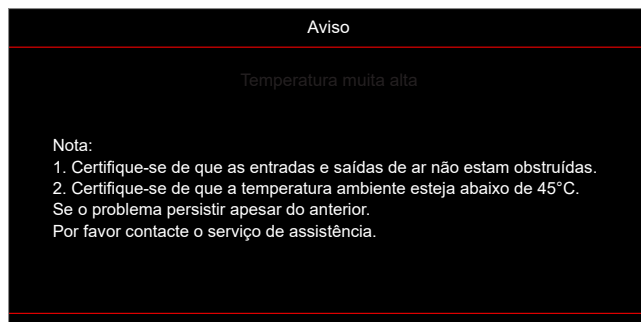 Aviso
Temperatura muita alta
Nota:
1. Certifique-se de que as entradas e saídas de ar não estam obstruídas.
2. Certifique-se de que a temperatura ambiente esteja abaixo de 45°C.
Se o problema persistir apesar do anterior.
Por favor contacte o serviço de assistência.